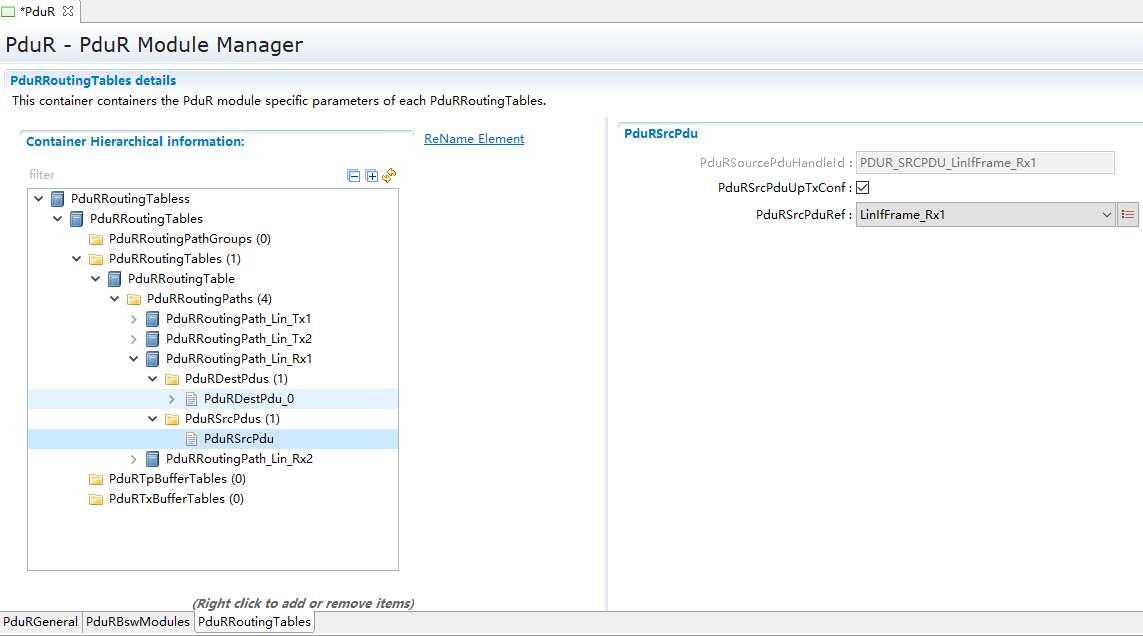 *PduR
PduR - PduR Module Manager
PduRRoutingTables details
This container containers the PduR module specific parameters of each PduRRoutingTables.
Container Hierarchical information:
ReName Element
filter
PduRRoutingTabless
PduRRoutingTables
PduRRoutingPathGroups (0)
PduRRoutingTables (1)
PduRRoutingTable
PduRRoutingPaths (4)
PduRRoutingPath_Lin_Tx1
PduRRoutingPath_Lin_Tx2
PduRRoutingPath_Lin_Rx1
PduRDestPdus (1)
PduRDestPdu_0
PduRSrcPdus (1)
PduRSrcPdu
PduRRoutingPath_Lin_Rx2
PduRTpBufferTables (0)
PduRTxBufferTables (0)
(Right click to add or remove items)
PduRSrcPdu
PduRSourcePduHandleId : PDUR_SRCPDU_LinIfFrame_Rx1
PduRSrcPduUpTxConf :
PduRSrcPduRef : LinIfFrame_Rx1
PduRGeneral PduRBswModules PduRRoutingTables